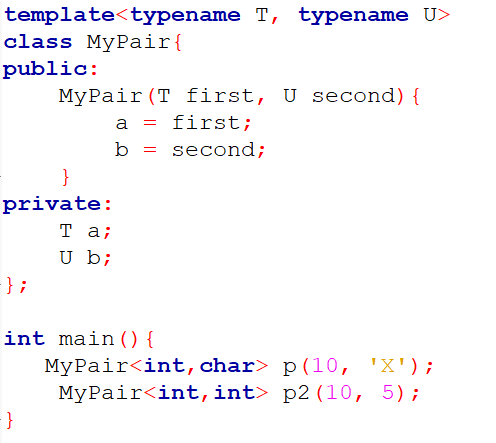 template<typename T, typename U>
class MyPair{
public:
    MyPair(T first, U second){
        a = first;
        b = second;
    }
private:
    T a;
    U b;
};

int main(){
   MyPair<int,char> p(10, 'X');
    MyPair<int,int> p2(10, 5);
}